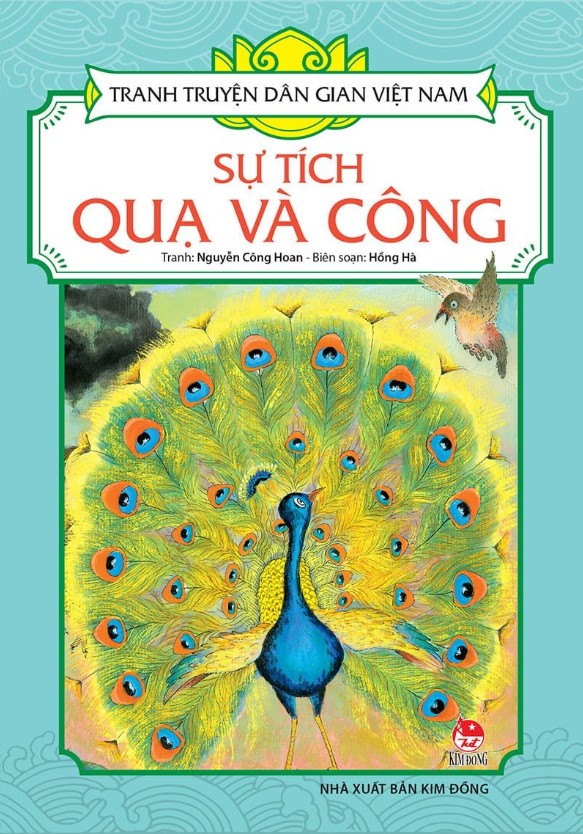 TRANH TRUYỆN DÂN GIAN VIỆT NAM
SỰ TÍCH
QUẠ VÀ CÔNG
Tranh: Nguyễn Công Hoan - Biên soạn: Hồng Hà
KIM ĐỒNG
NHÀ XUẤT BẢN KIM ĐỒNG